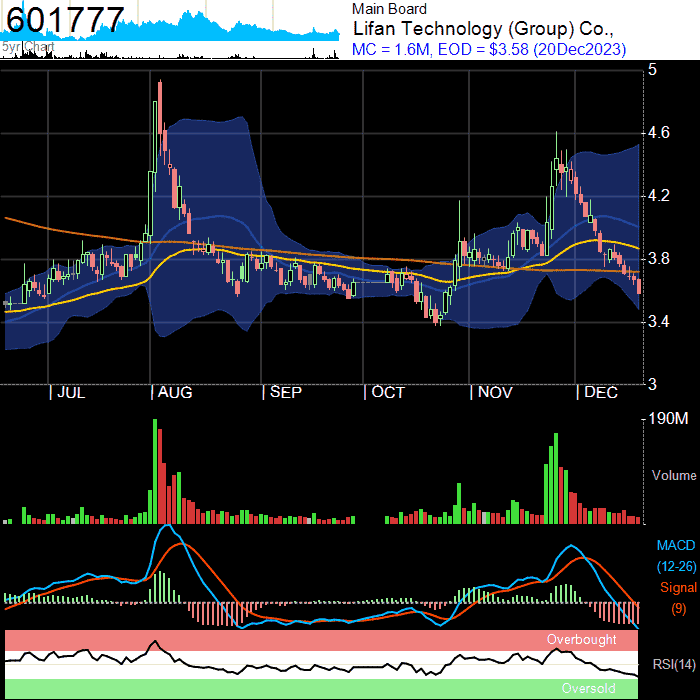 601777
5yr Chart
Main Board
Lifan Technology (Group) Co.,
MC = 1.6M, EOD = $3.58 (20Dec2023)
5
4.6
4.2
3.8
3.4
3
| JUL | AUG | SEP | OCT | NOV | DEC
190M
Volume
MACD
(12-26)
Signal
(9)
Overbought
RSI(14)
Oversold